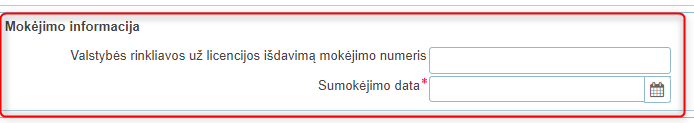 Mokėjimo informacija
Valstybės rinkliavos už licencijos išdavimą mokėjimo numeris
Sumokėjimo data*